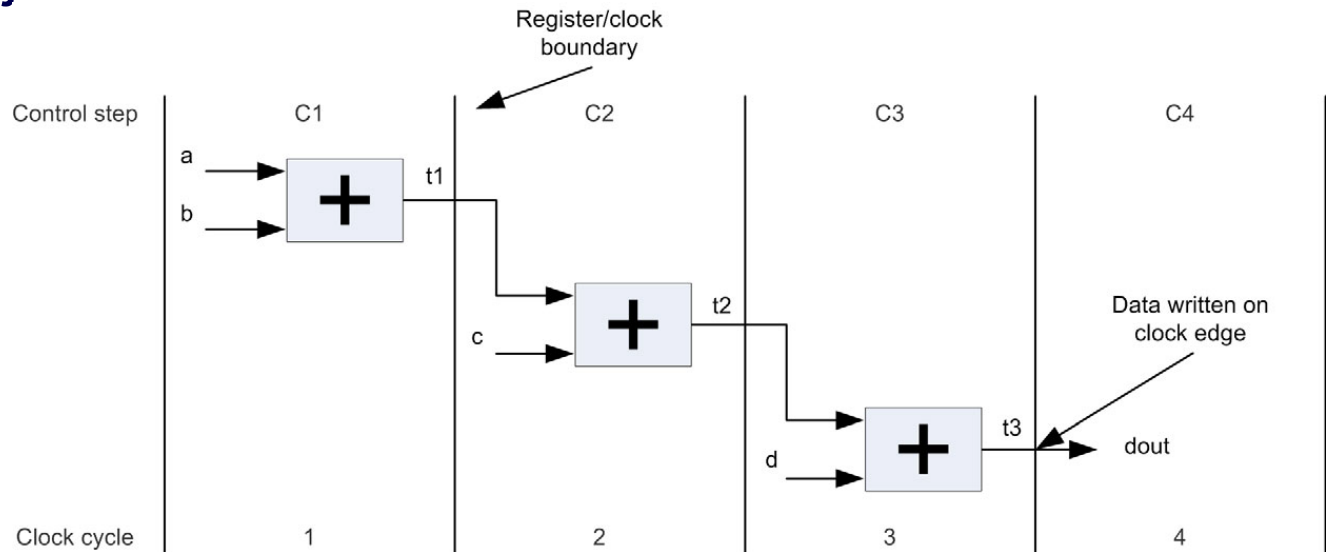 Register/clock
boundary
Control step C1 C2 C3 C4
a
b
t1
+
c
t2
+
d
t3
+
Data written on
clock edge
dout
Clock cycle 1 2 3 4